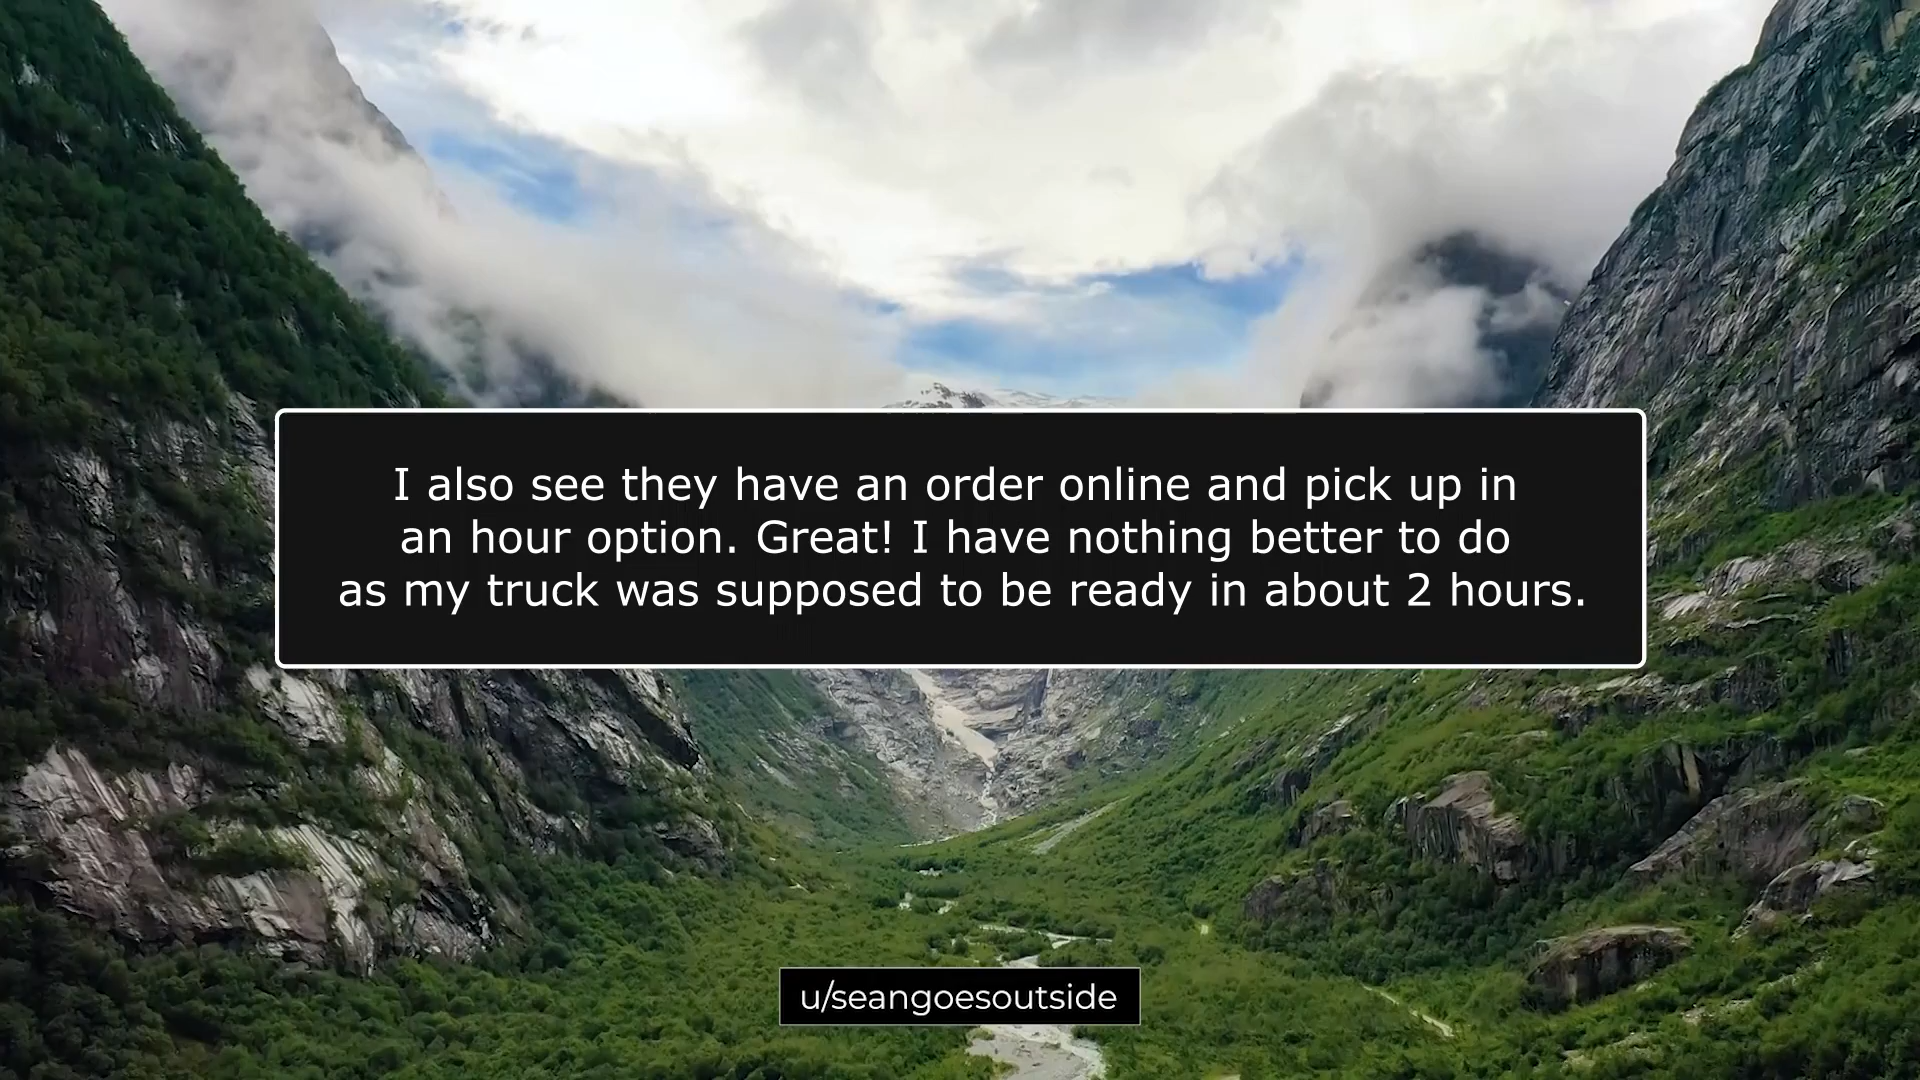 I also see they have an order online and pick up in
an hour option. Great! I have nothing better to do
as my truck was supposed to be ready in about 2 hours.
u/seangoesoutside